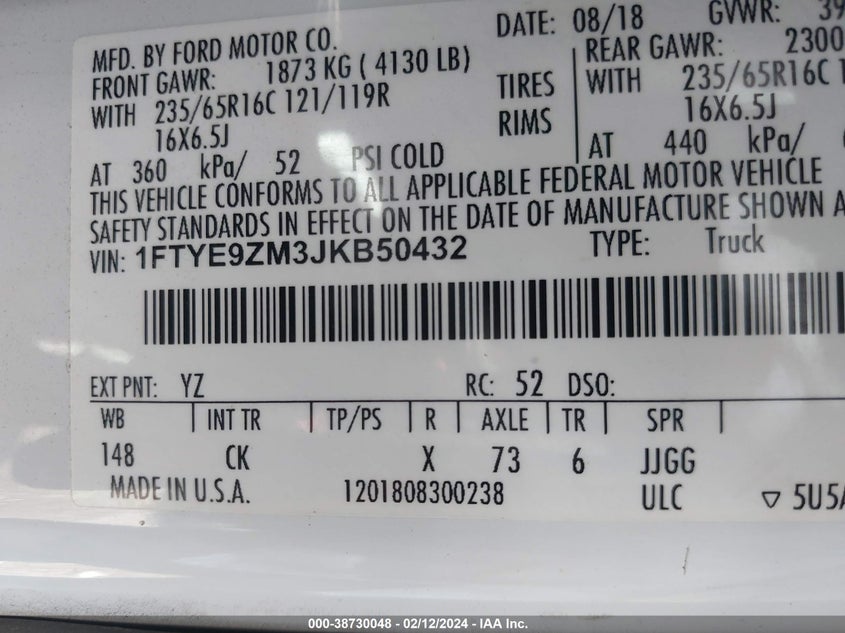 MFD. BY FORD MOTOR CO. DATE: 08/18 GVWR: 39
FRONT GAWR: 1873 KG ( 4130 LB) REAR GAWR: 2300
WITH 235/65R16C 121/119R TIRES WITH 235/65R16C 1
16X6.5J RIMS 16X6.5J
AT 360 kPa/ 52 PSI COLD AT 440 kPa/
THIS VEHICLE CONFORMS TO ALL APPLICABLE FEDERAL MOTOR VEHICLE
SAFETY STANDARDS IN EFFECT ON THE DATE OF MANUFACTURE SHOWN A
VIN: 1FTYE9ZM3JKB50432 TYPE: Truck
EXT PNT: YZ RC: 52 DSO:
WB INT TR TP/PS R AXLE TR SPR
148 CK X 73 6 JJGG
MADE IN U.S.A. 1201808300238 ULC ▽ 5U5A
000-38730048 - 02/12/2024 - IAA Inc.